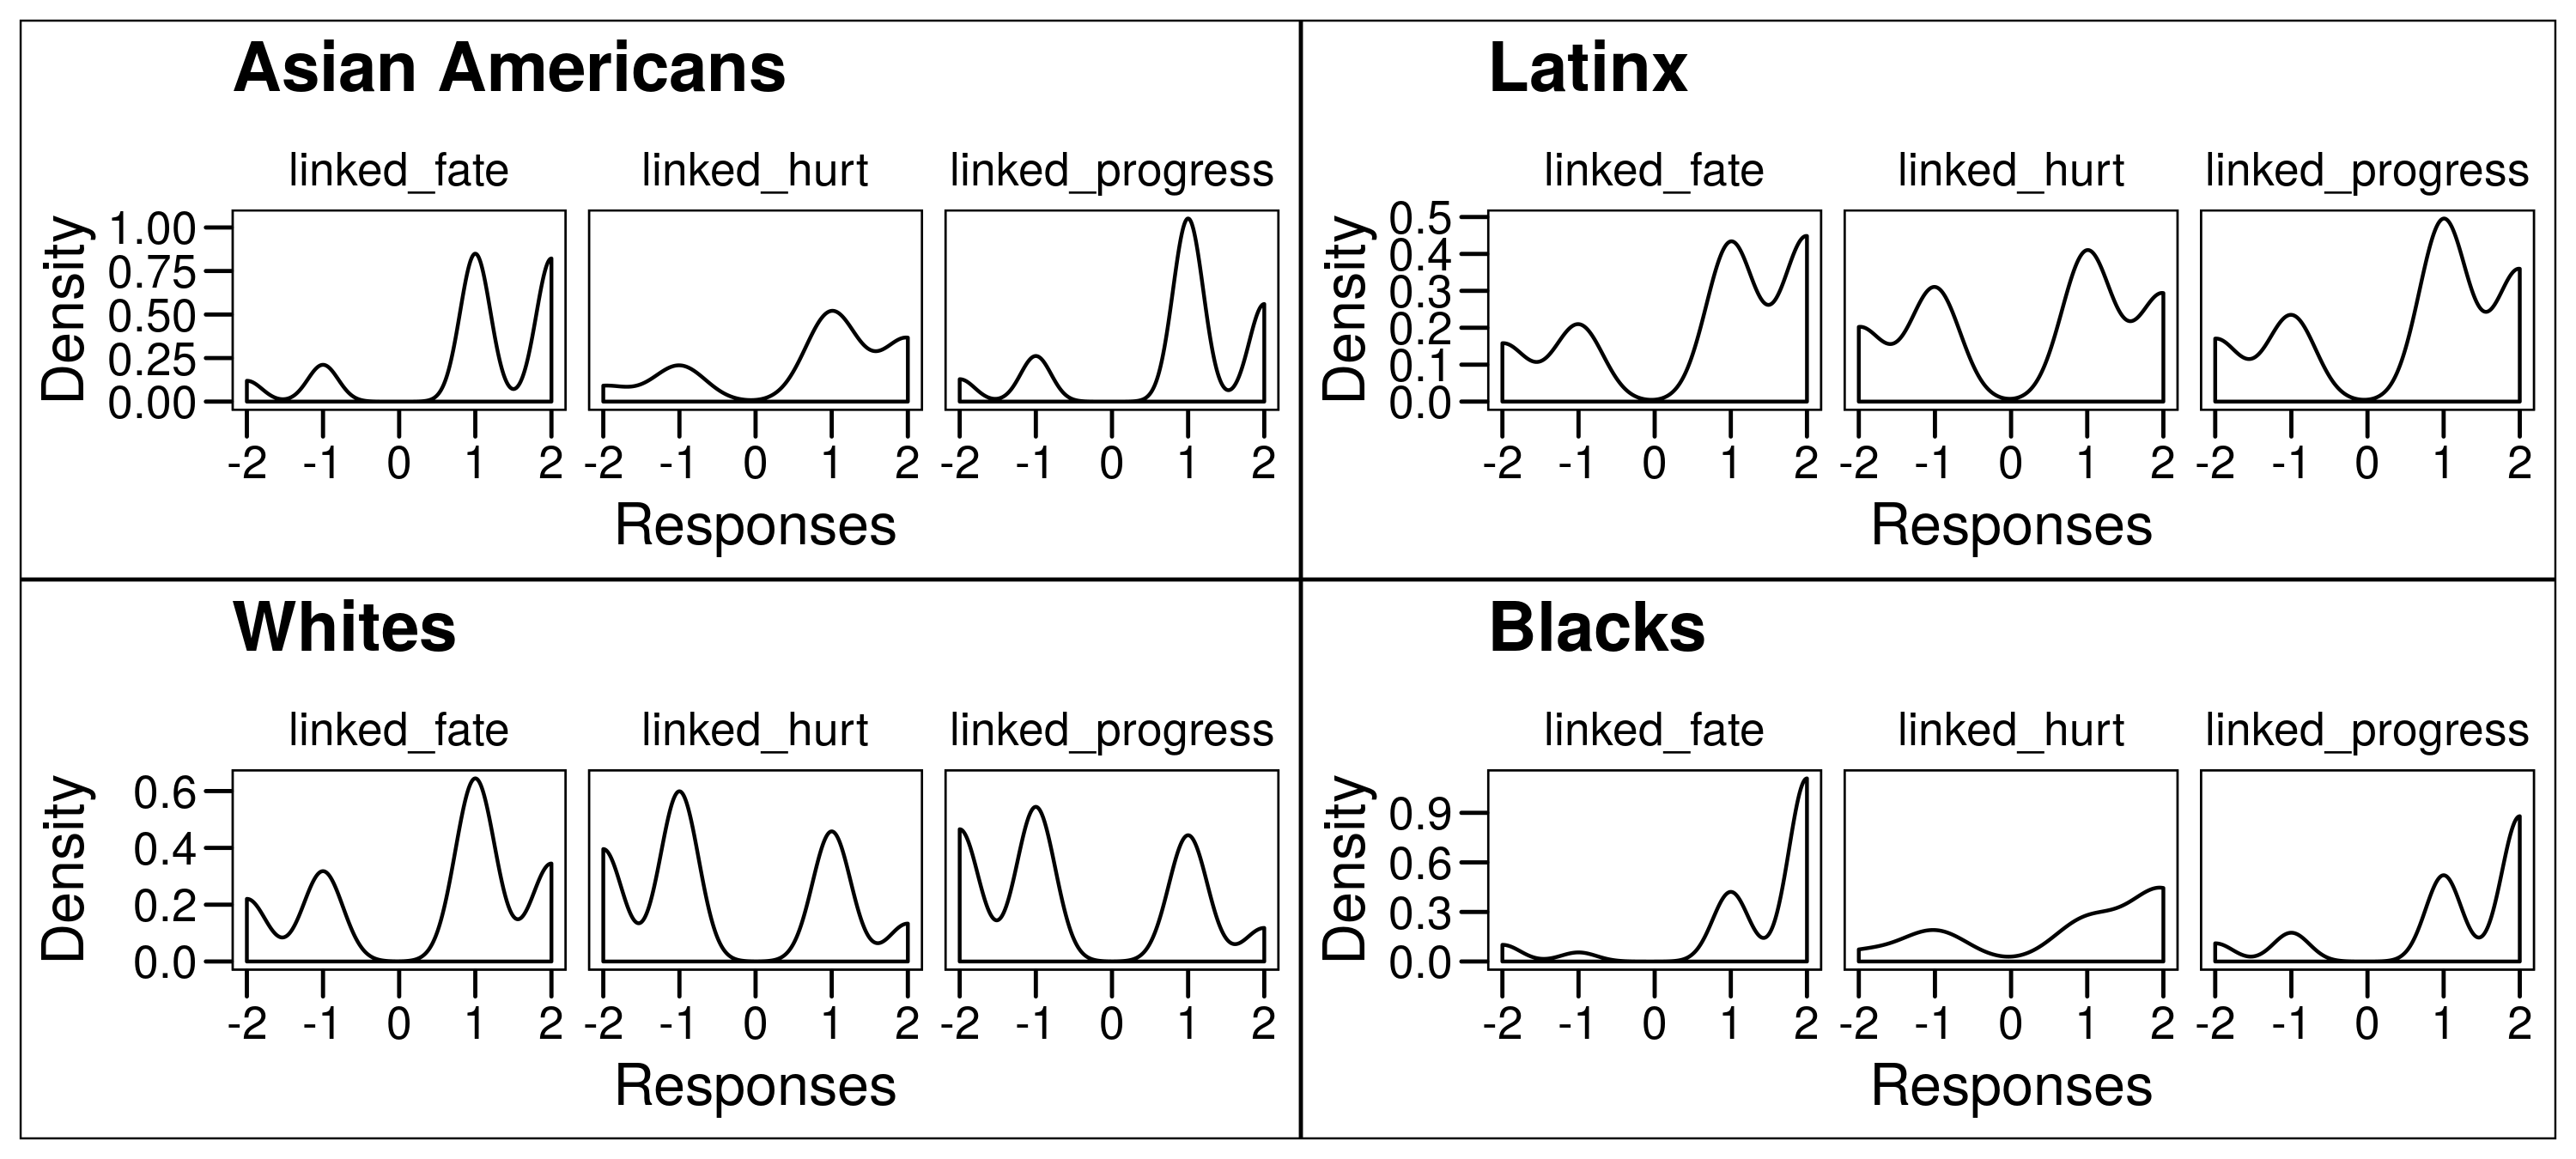 Asian Americans
linked_fate linked_hurt linked_progress
Density
1.00
0.75
0.50
0.25
0.00
-2 -1 0 1 2 -2 -1 0 1 2 -2 -1 0 1 2
Responses
Latinx
linked_fate linked_hurt linked_progress
Density
0.5
0.4
0.3
0.2
0.1
0.0
-2 -1 0 1 2 -2 -1 0 1 2 -2 -1 0 1 2
Responses
Whites
linked_fate linked_hurt linked_progress
Density
0.6
0.4
0.2
0.0
-2 -1 0 1 2 -2 -1 0 1 2 -2 -1 0 1 2
Responses
Blacks
linked_fate linked_hurt linked_progress
Density
0.9
0.6
0.3
0.0
-2 -1 0 1 2 -2 -1 0 1 2 -2 -1 0 1 2
Responses